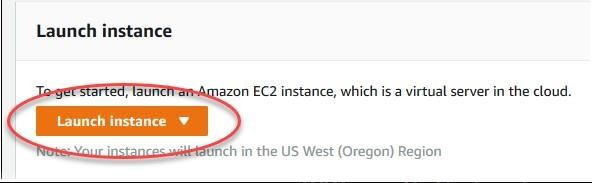 Launch instance
To get started, launch an Amazon EC2 instance, which is a virtual server in the cloud.
Launch instance
Note: Your instances will launch in the US West (Oregon) Region